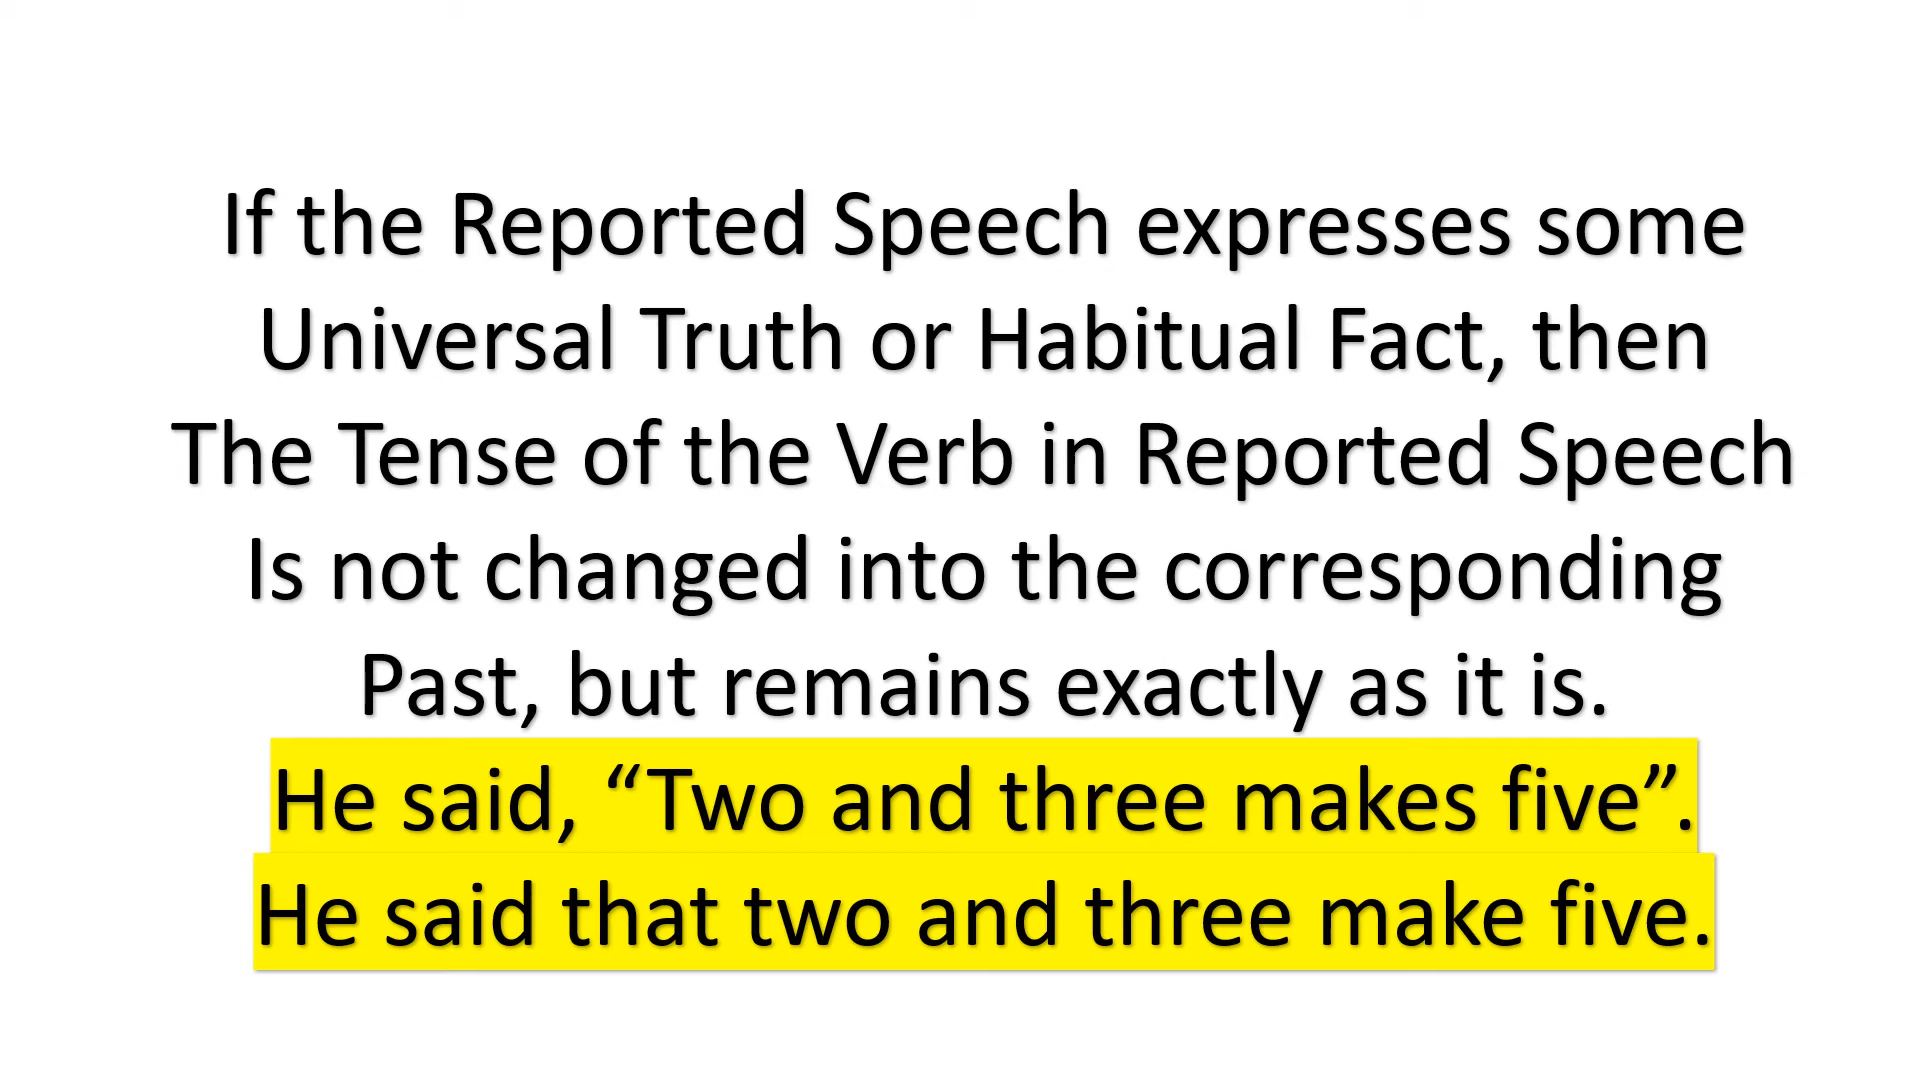 If the Reported Speech expresses some
Universal Truth or Habitual Fact, then
The Tense of the Verb in Reported Speech
Is not changed into the corresponding
Past, but remains exactly as it is.
He said, “Two and three makes five”.
He said that two and three make five.